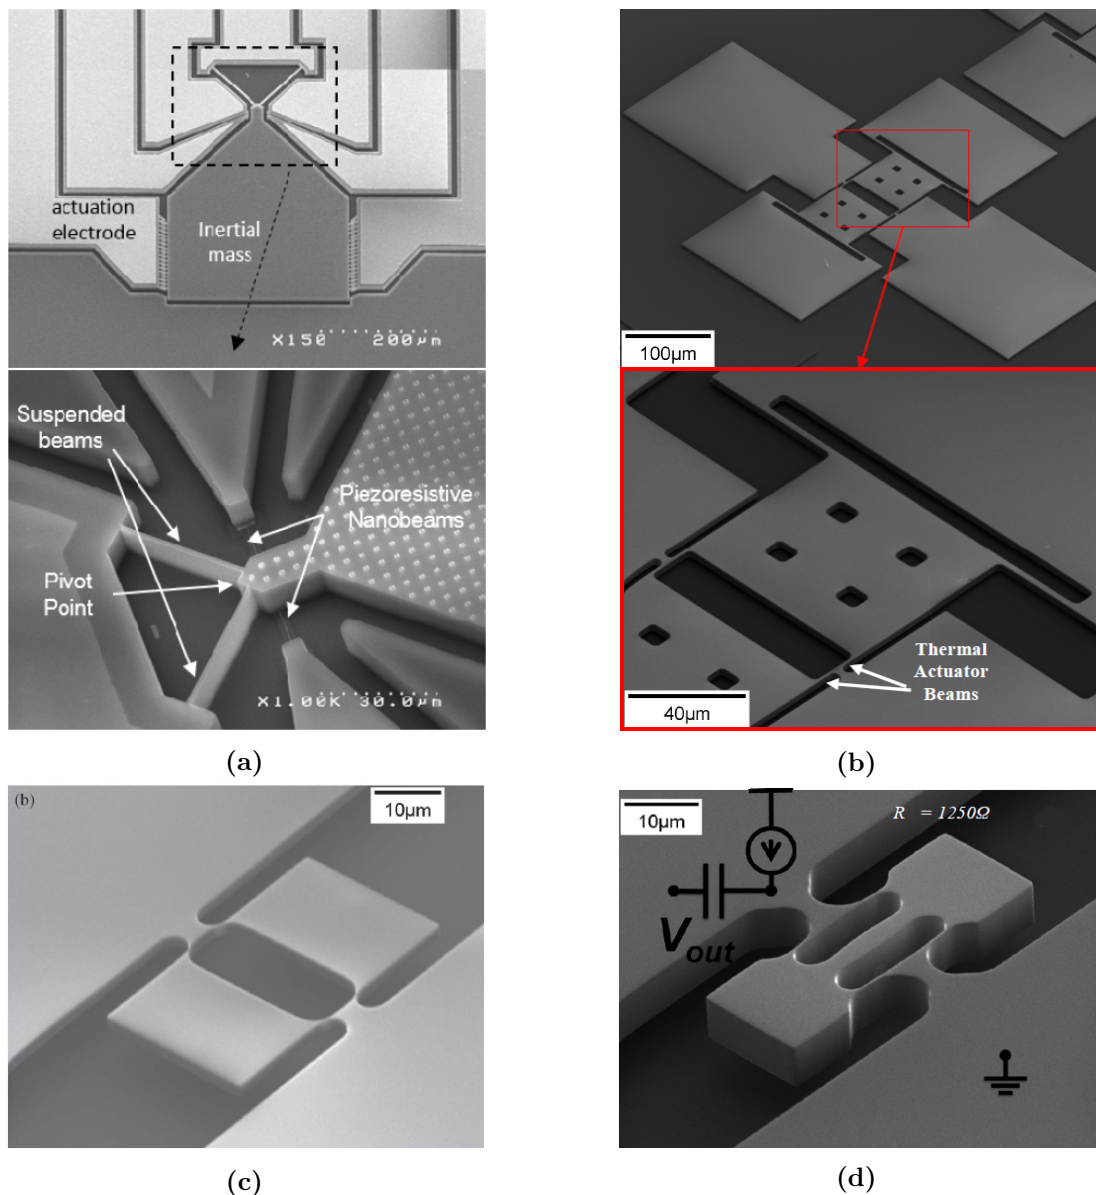 actuation
electrode
Inertial
mass
X150 200μm
Suspended
beams
Piezoresistive
Nanobeams
Pivot
Point
X1.00K 30.0μm
(a)
100μm
Thermal
Actuator
Beams
40μm
(b)
(b)
10μm
(c)
10μm
R = 1250Ω
Vout
(d)